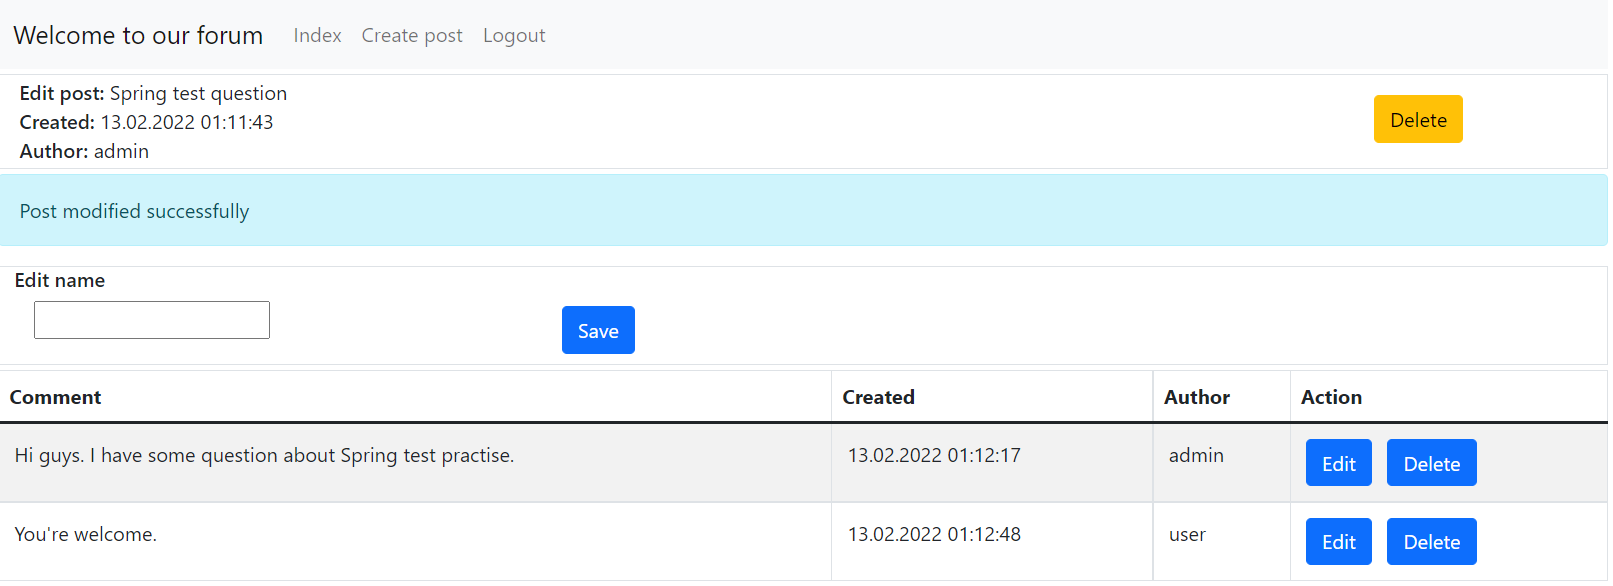 Welcome to our forum Index Create post Logout
Edit post: Spring test question
Created: 13.02.2022 01:11:43
Author: admin
Delete
Post modified successfully
Edit name
Save
Comment Created Author Action
Hi guys. I have some question about Spring test practise. 13.02.2022 01:12:17 admin Edit Delete
You're welcome. 13.02.2022 01:12:48 user Edit Delete